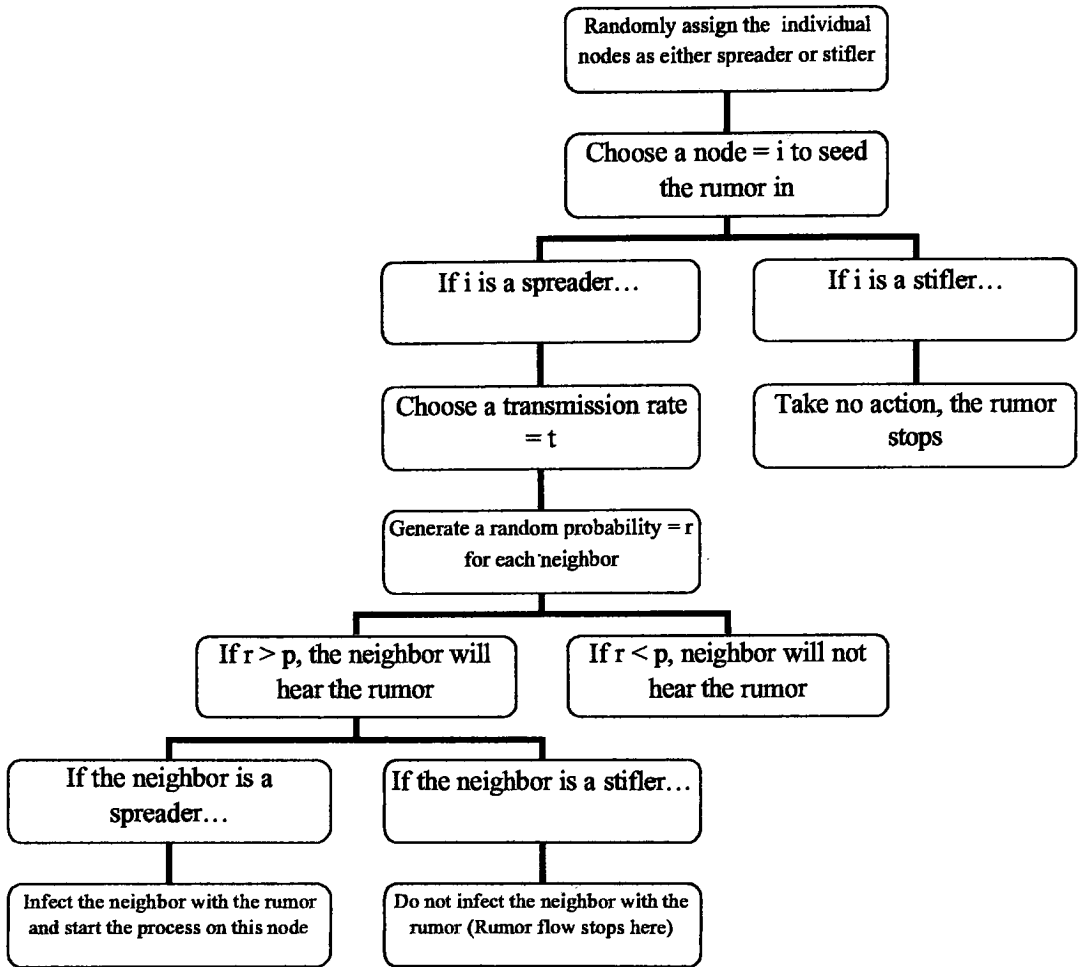 Randomly assign the individual
nodes as either spreader or stifler
Choose a node = i to seed
the rumor in
If i is a spreader...
If i is a stifler...
Choose a transmission rate
= t
Take no action, the rumor
stops
Generate a random probability = r
for each neighbor
If r > p, the neighbor will
hear the rumor
If r < p, neighbor will not
hear the rumor
If the neighbor is a
spreader...
If the neighbor is a stifler...
Infect the neighbor with the rumor
and start the process on this node
Do not infect the neighbor with the
rumor (Rumor flow stops here)